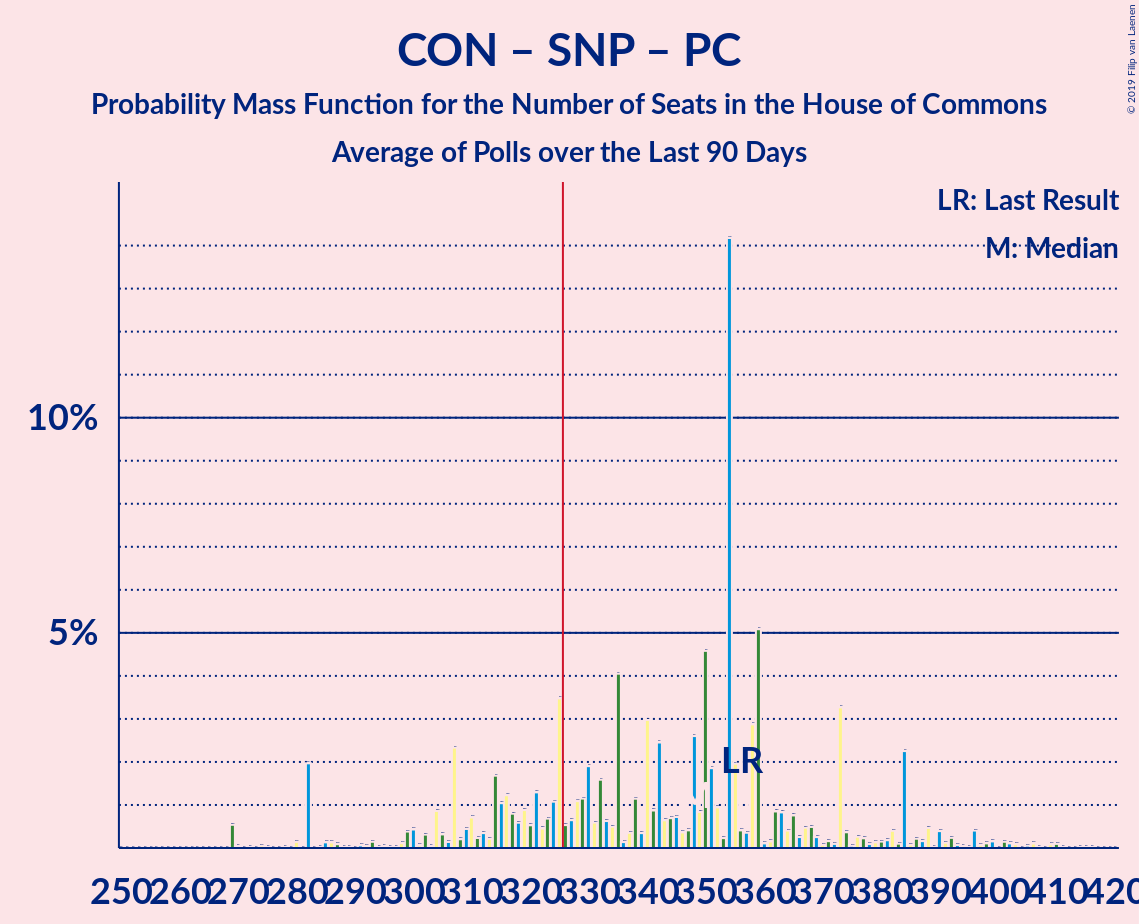 CON – SNP – PC
Probability Mass Function for the Number of Seats in the House of Commons
Average of Polls over the Last 90 Days
© 2019 Filip van Laenen
LR: Last Result
M: Median
10%
5%
LR
250 260 270 280 290 300 310 320 330 340 350 360 370 380 390 400 410 420